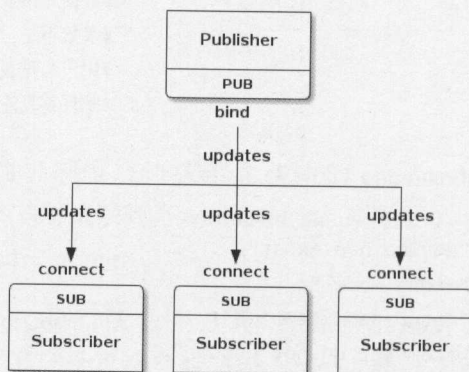 Publisher
PUB
bind
updates
updates updates updates
connect connect connect
SUB SUB SUB
Subscriber Subscriber Subscriber